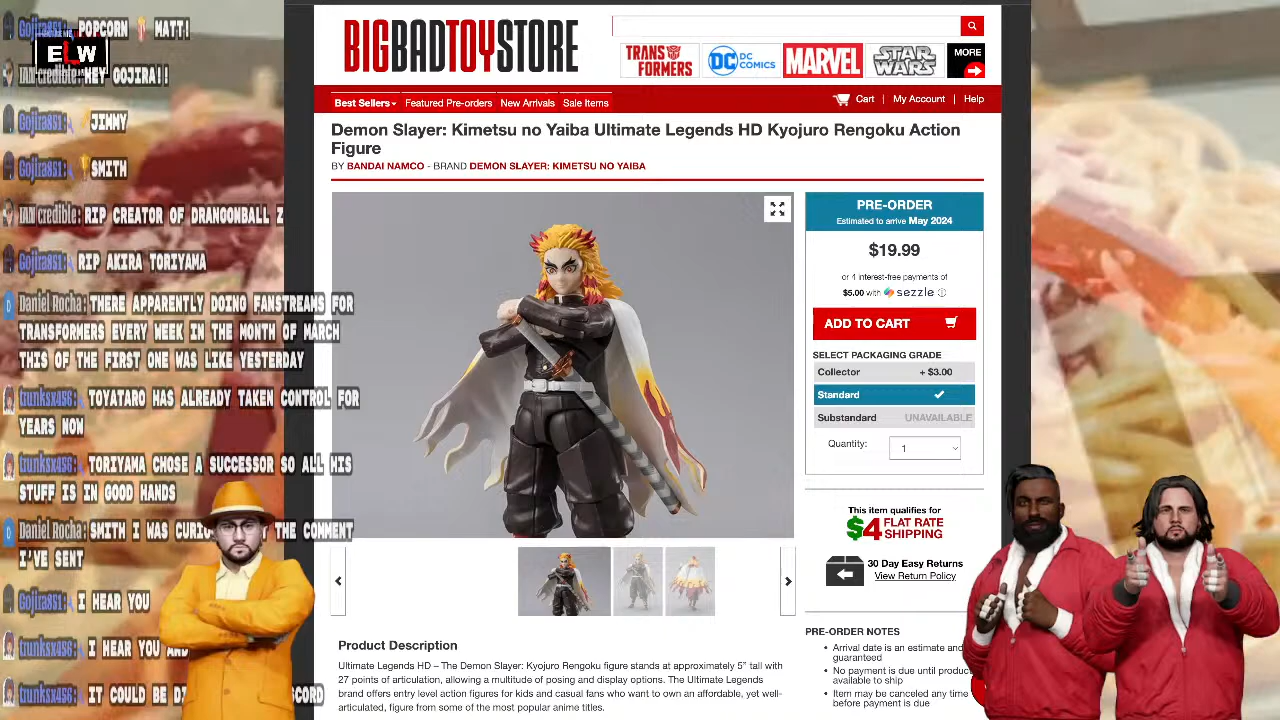 Gojira851: POPCORN MATT!
ELW
IAMcredible: HEY GOJIRA!!
Gojira851: JIMMY
Gojira851: SMITH
IAMcredible: RIP CREATOR OF DRANGONBALL Z
Gojira851: RIP AKIRA TORIYAMA
Daniel Rocha: THERE APPARENTLY DOING FANSTREAMS FOR
TRANSFORMERS EVERY WEEK IN THE MONTH OF MARCH
THIS OF THE FIRST ONE WAS LIKE YESTERDAY
trunksx456: TOYATARO HAS ALREADY TAKEN CONTROL FOR
YEARS NOW
trunksx456: TORIYAMA CHOSE A SUCCESSOR SO ALL HIS
STUFF IS IN GOOD HANDS
Daniel Rocha: SMITH I WAS THE COMMENT
I'VE SENT
Gojira851: I HEAR YOU
trunksx456: I HEAR YOU AND
IT COULD BE
BIGBADTOYSTORE
TRANSFORMERS
DC DC COMICS
MARVEL
STAR WARS
MORE
Best Sellers
Featured Pre-orders
New Arrivals
Sale Items
Cart | My Account | Help
Demon Slayer: Kimetsu no Yaiba Ultimate Legends HD Kyojuro Rengoku Action
Figure
BY BANDAI NAMCO - BRAND DEMON SLAYER: KIMETSU NO YAIBA
PRE-ORDER
Estimated to arrive May 2024
$19.99
or 4 interest-free payments of
$5.00 with sezzle
ADD TO CART
SELECT PACKAGING GRADE
Collector + $3.00
Standard
Substandard UNAVAILABLE
Quantity: 1
This item qualifies for
$4 FLAT RATE
SHIPPING
30 Day Easy Returns
View Return Policy
Product Description
Ultimate Legends HD – The Demon Slayer: Kyojuro Rengoku figure stands at approximately 5" tall with
27 points of articulation, allowing a multitude of posing and display options. The Ultimate Legends
brand offers entry level action figures for kids and casual fans who want to own an affordable, yet well-
articulated, figure from some of the most popular anime titles.
PRE-ORDER NOTES
• Arrival date is an estimate and
guaranteed
• No payment is due until
available to ship
• Item may be canceled any time
before payment is due